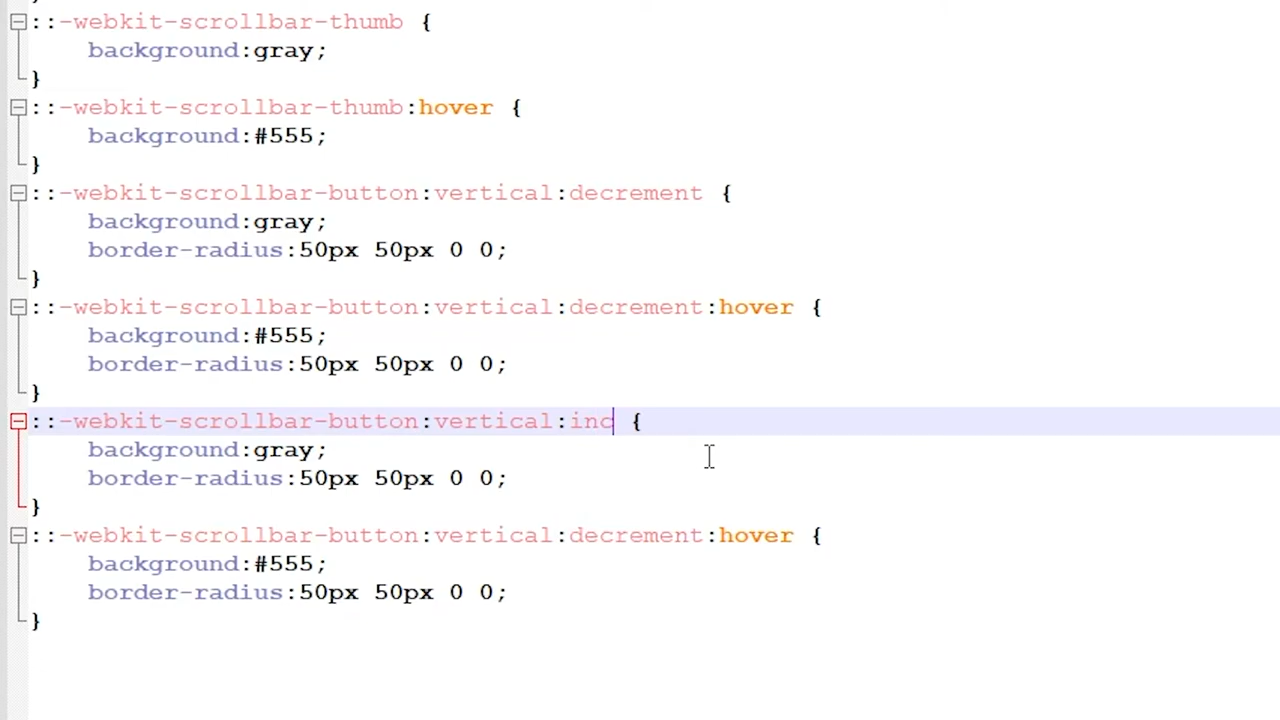 ::-webkit-scrollbar-thumb {
background:gray;
}
::-webkit-scrollbar-thumb:hover {
background:#555;
}
::-webkit-scrollbar-button:vertical:decrement {
background:gray;
border-radius:50px 50px 0 0;
}
::-webkit-scrollbar-button:vertical:decrement:hover {
background:#555;
border-radius:50px 50px 0 0;
}
::-webkit-scrollbar-button:vertical:inc {
background:gray;
border-radius:50px 50px 0 0;
}
::-webkit-scrollbar-button:vertical:decrement:hover {
background:#555;
border-radius:50px 50px 0 0;
}